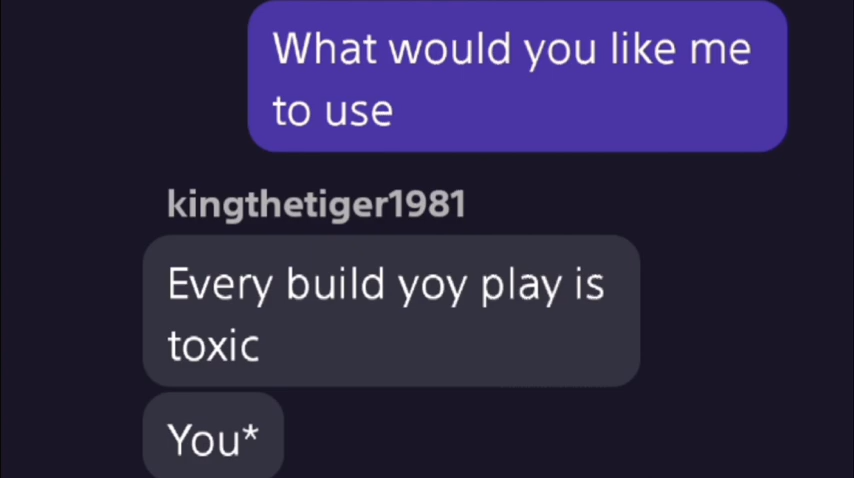 What would you like me
to use
kingthetiger1981
Every build yoy play is
toxic
You*